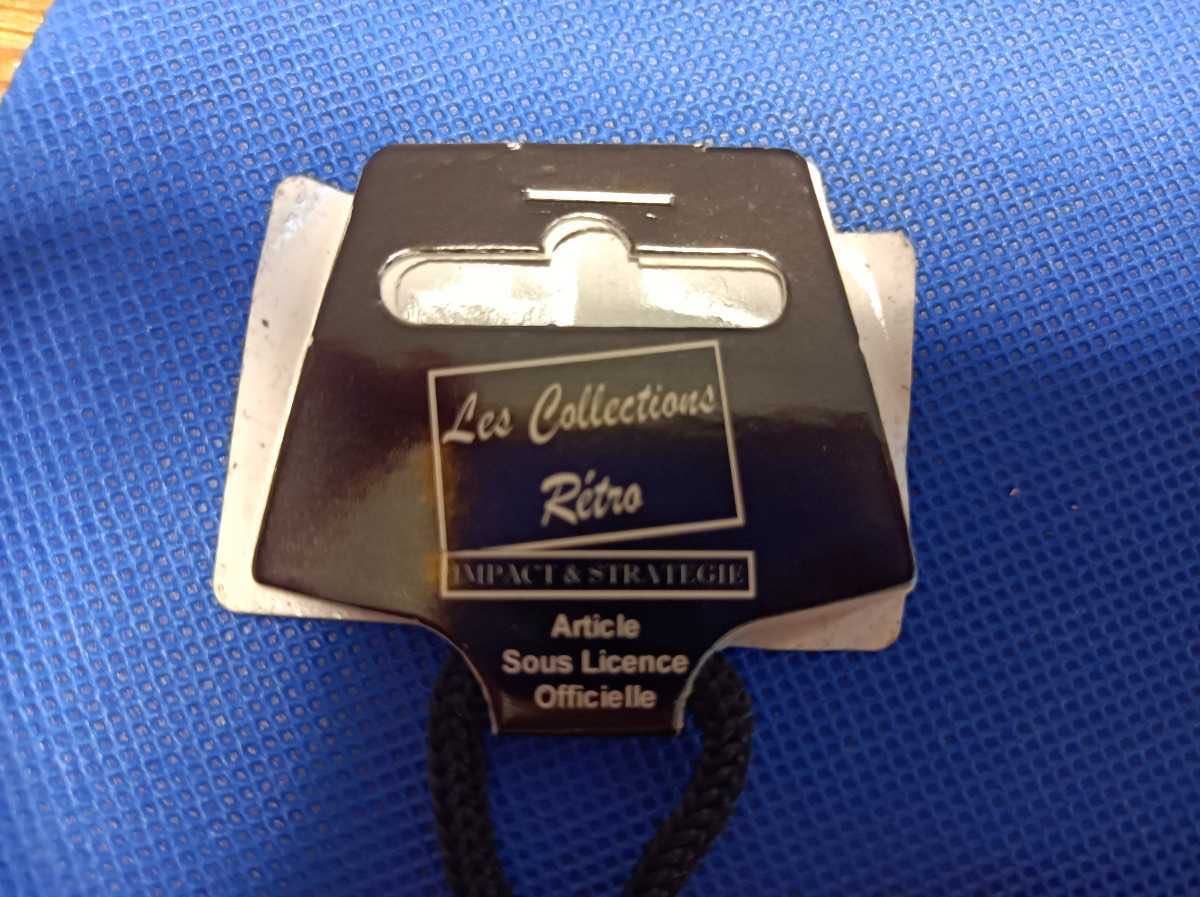 Les Collections
Rétro
IMPACT & STRATEGIE
Article
Sous Licence
Officielle